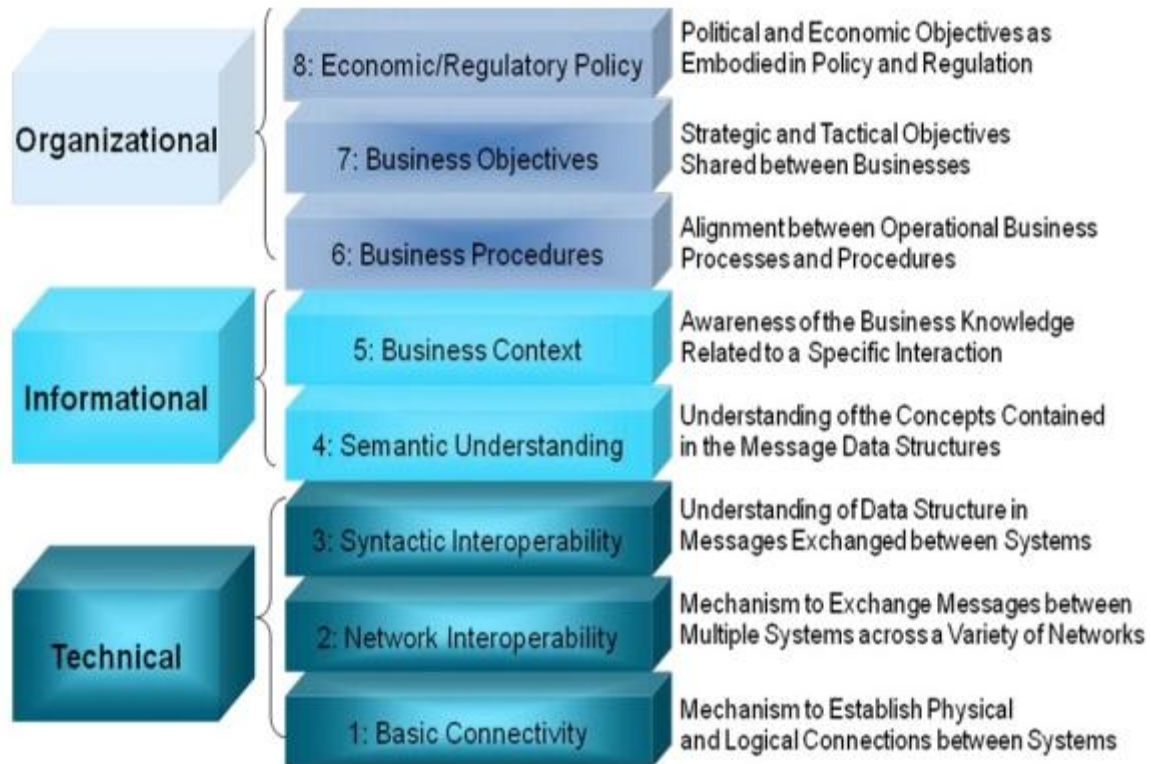 Organizational
8: Economic/Regulatory Policy
Political and Economic Objectives as
Embodied in Policy and Regulation
7: Business Objectives
Strategic and Tactical Objectives
Shared between Businesses
6: Business Procedures
Alignment between Operational Business
Processes and Procedures
Informational
5: Business Context
Awareness of the Business Knowledge
Related to a Specific Interaction
4: Semantic Understanding
Understanding of the Concepts Contained
in the Message Data Structures
Technical
3: Syntactic Interoperability
Understanding of Data Structure in
Messages Exchanged between Systems
2: Network Interoperability
Mechanism to Exchange Messages between
Multiple Systems across a Variety of Networks
1: Basic Connectivity
Mechanism to Establish Physical
and Logical Connections between Systems